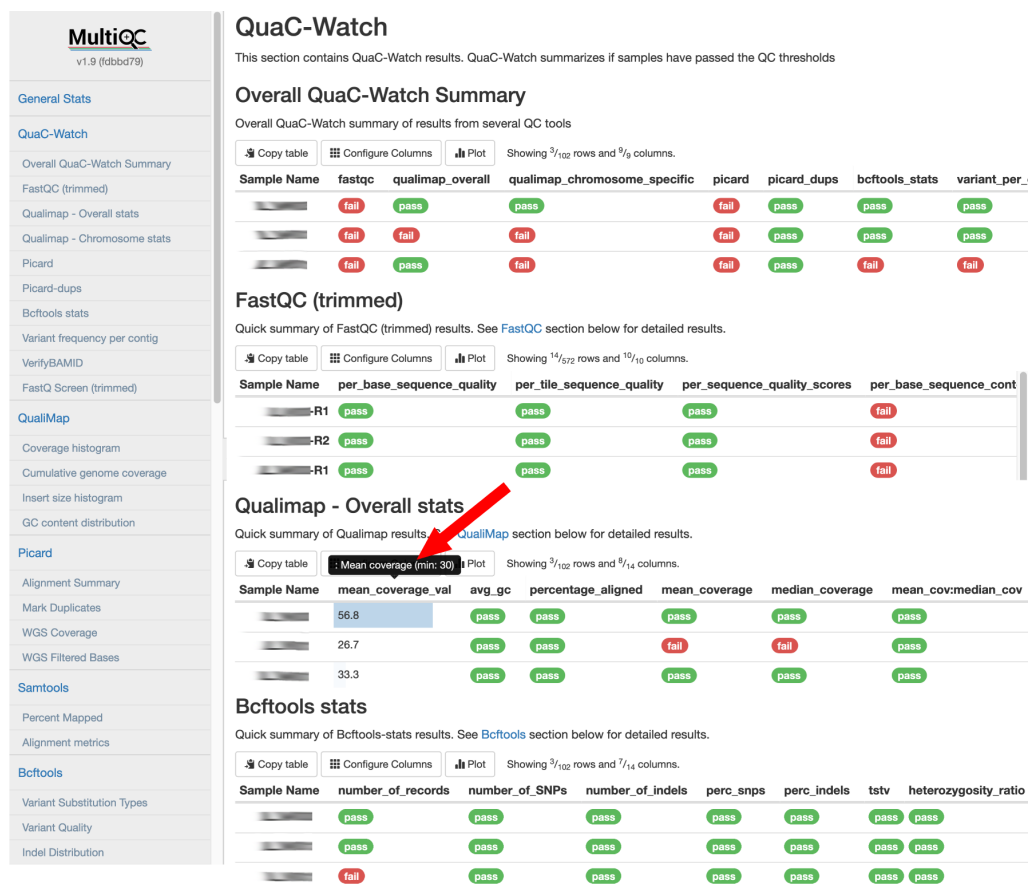 MultiQC
v1.9 (fdbbd79)
General Stats
QuaC-Watch
Overall QuaC-Watch Summary
FastQC (trimmed)
Qualimap - Overall stats
Qualimap - Chromosome stats
Picard
Picard-dups
Bcftools stats
Variant frequency per contig
VerifyBAMID
FastQ Screen (trimmed)
QualiMap
Coverage histogram
Cumulative genome coverage
Insert size histogram
GC content distribution
Picard
Alignment Summary
Mark Duplicates
WGS Coverage
WGS Filtered Bases
Samtools
Percent Mapped
Alignment metrics
Bcftools
Variant Substitution Types
Variant Quality
Indel Distribution
QuaC-Watch
This section contains QuaC-Watch results. QuaC-Watch summarizes if samples have passed the QC thresholds
Overall QuaC-Watch Summary
Overall QuaC-Watch summary of results from several QC tools
Copy table Configure Columns Plot Showing 3/102 rows and 9/9 columns.
Sample Name fastqc qualimap_overall qualimap_chromosome_specific picard picard_dups bcftools_stats variant_per_
fail pass pass fail pass pass pass
fail fail fail fail pass pass pass
fail pass fail fail pass fail fail
FastQC (trimmed)
Quick summary of FastQC (trimmed) results. See FastQC section below for detailed results.
Copy table Configure Columns Plot Showing 14/572 rows and 10/10 columns.
Sample Name per_base_sequence_quality per_tile_sequence_quality per_sequence_quality_scores per_base_sequence_cont
-R1 pass pass pass fail
-R2 pass pass pass fail
-R1 pass pass pass fail
Qualimap - Overall stats
Quick summary of Qualimap results. QualiMap section below for detailed results.
Copy table : Mean coverage (min: 30) Plot Showing 3/102 rows and 8/14 columns.
Sample Name mean_coverage_val avg_gc percentage_aligned mean_coverage median_coverage mean_cov:median_cov
56.8 pass pass pass pass pass
26.7 pass pass fail fail pass
33.3 pass pass pass pass pass
Bcftools stats
Quick summary of Bcftools-stats results. See Bcftools section below for detailed results.
Copy table Configure Columns Plot Showing 3/102 rows and 7/14 columns.
Sample Name number_of_records number_of_SNPs number_of_indels perc_snps perc_indels tstv heterozygosity_ratio
pass pass pass pass pass pass pass
pass pass pass pass pass pass pass
fail pass pass pass pass pass pass